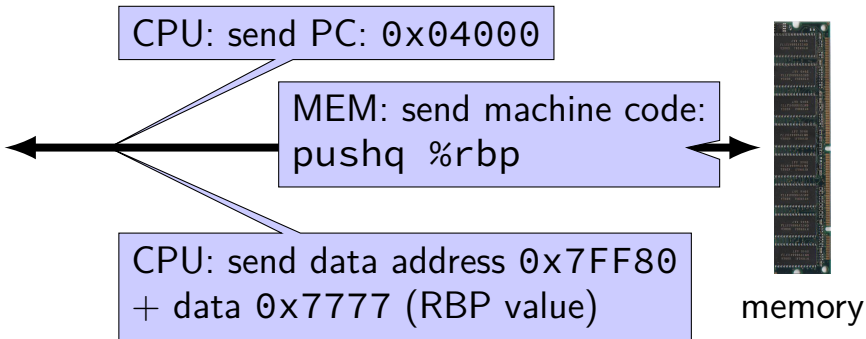 CPU: send PC: 0x04000
MEM: send machine code:
pushq %rbp
CPU: send data address 0x7FF80
+ data 0x7777 (RBP value)
memory